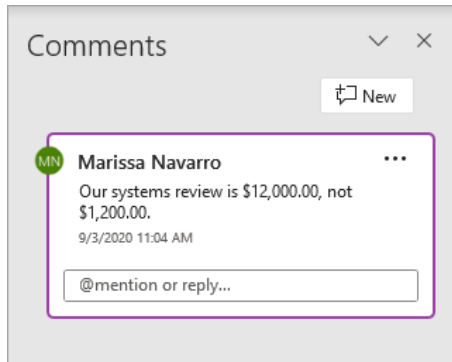 Comments
New
MN
Marissa Navarro
Our systems review is $12,000.00, not
$1,200.00.
9/3/2020 11:04 AM
@mention or reply...